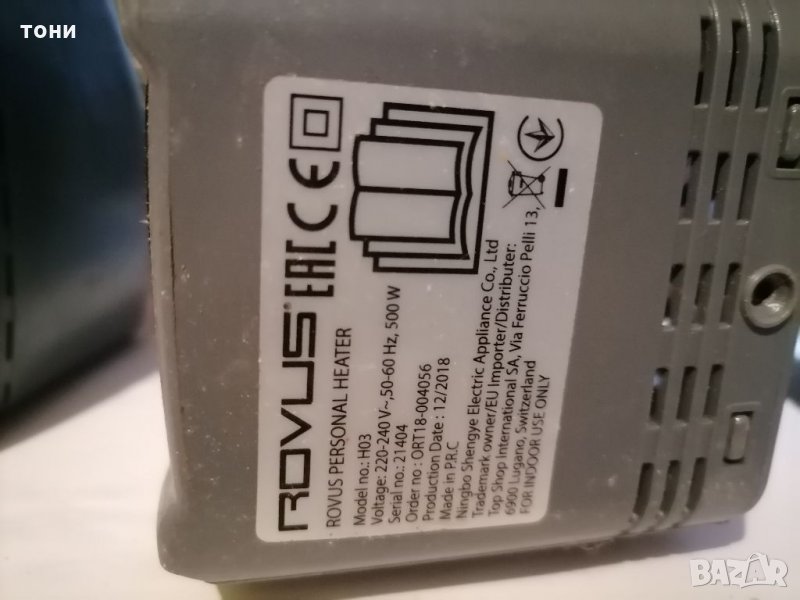 тони
ROVUS EAC CE
ROVUS PERSONAL HEATER
Model no.: H03
Voltage: 220-240 V~,50-60 Hz, 500 W
Serial no.: 21404
Order no : ORT18-004056
Production Date : 12/2018
Made in P.R.C
Ningbo Shengye Electric Appliance Co., Ltd
Trademark owner/EU Importer/Distributer:
Top Shop International SA, Via Ferruccio Pelli 13,
6900 Lugano, Switzerland
FOR INDOOR USE ONLY
BAZAR